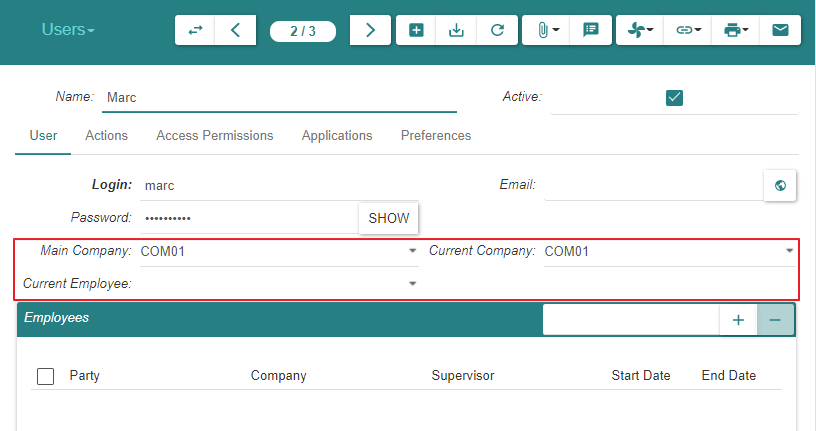 Users
2 / 3
Name: Marc Active:
User Actions Access Permissions Applications Preferences
Login: marc Email:
Password: •••••••••• SHOW
Main Company: COM01 Current Company: COM01
Current Employee:
Employees
Party Company Supervisor Start Date End Date